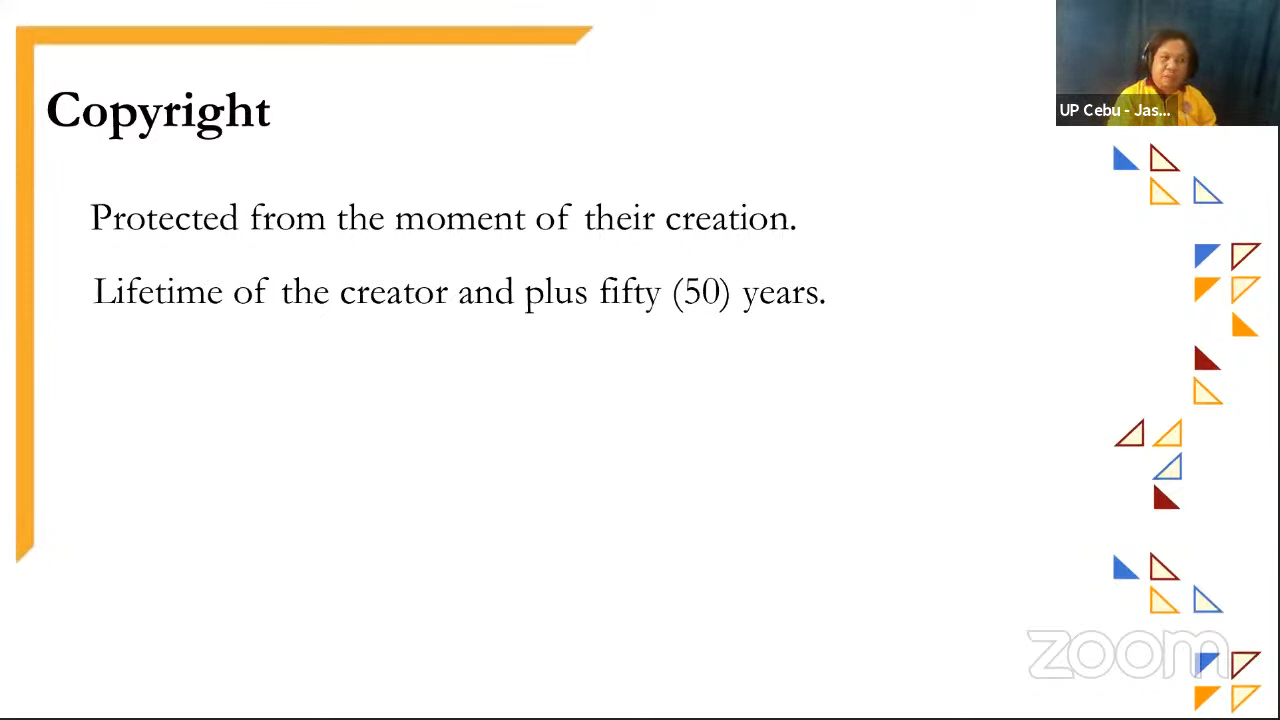 UP Cebu - Jas...
Copyright
Protected from the moment of their creation.
Lifetime of the creator and plus fifty (50) years.
zoom